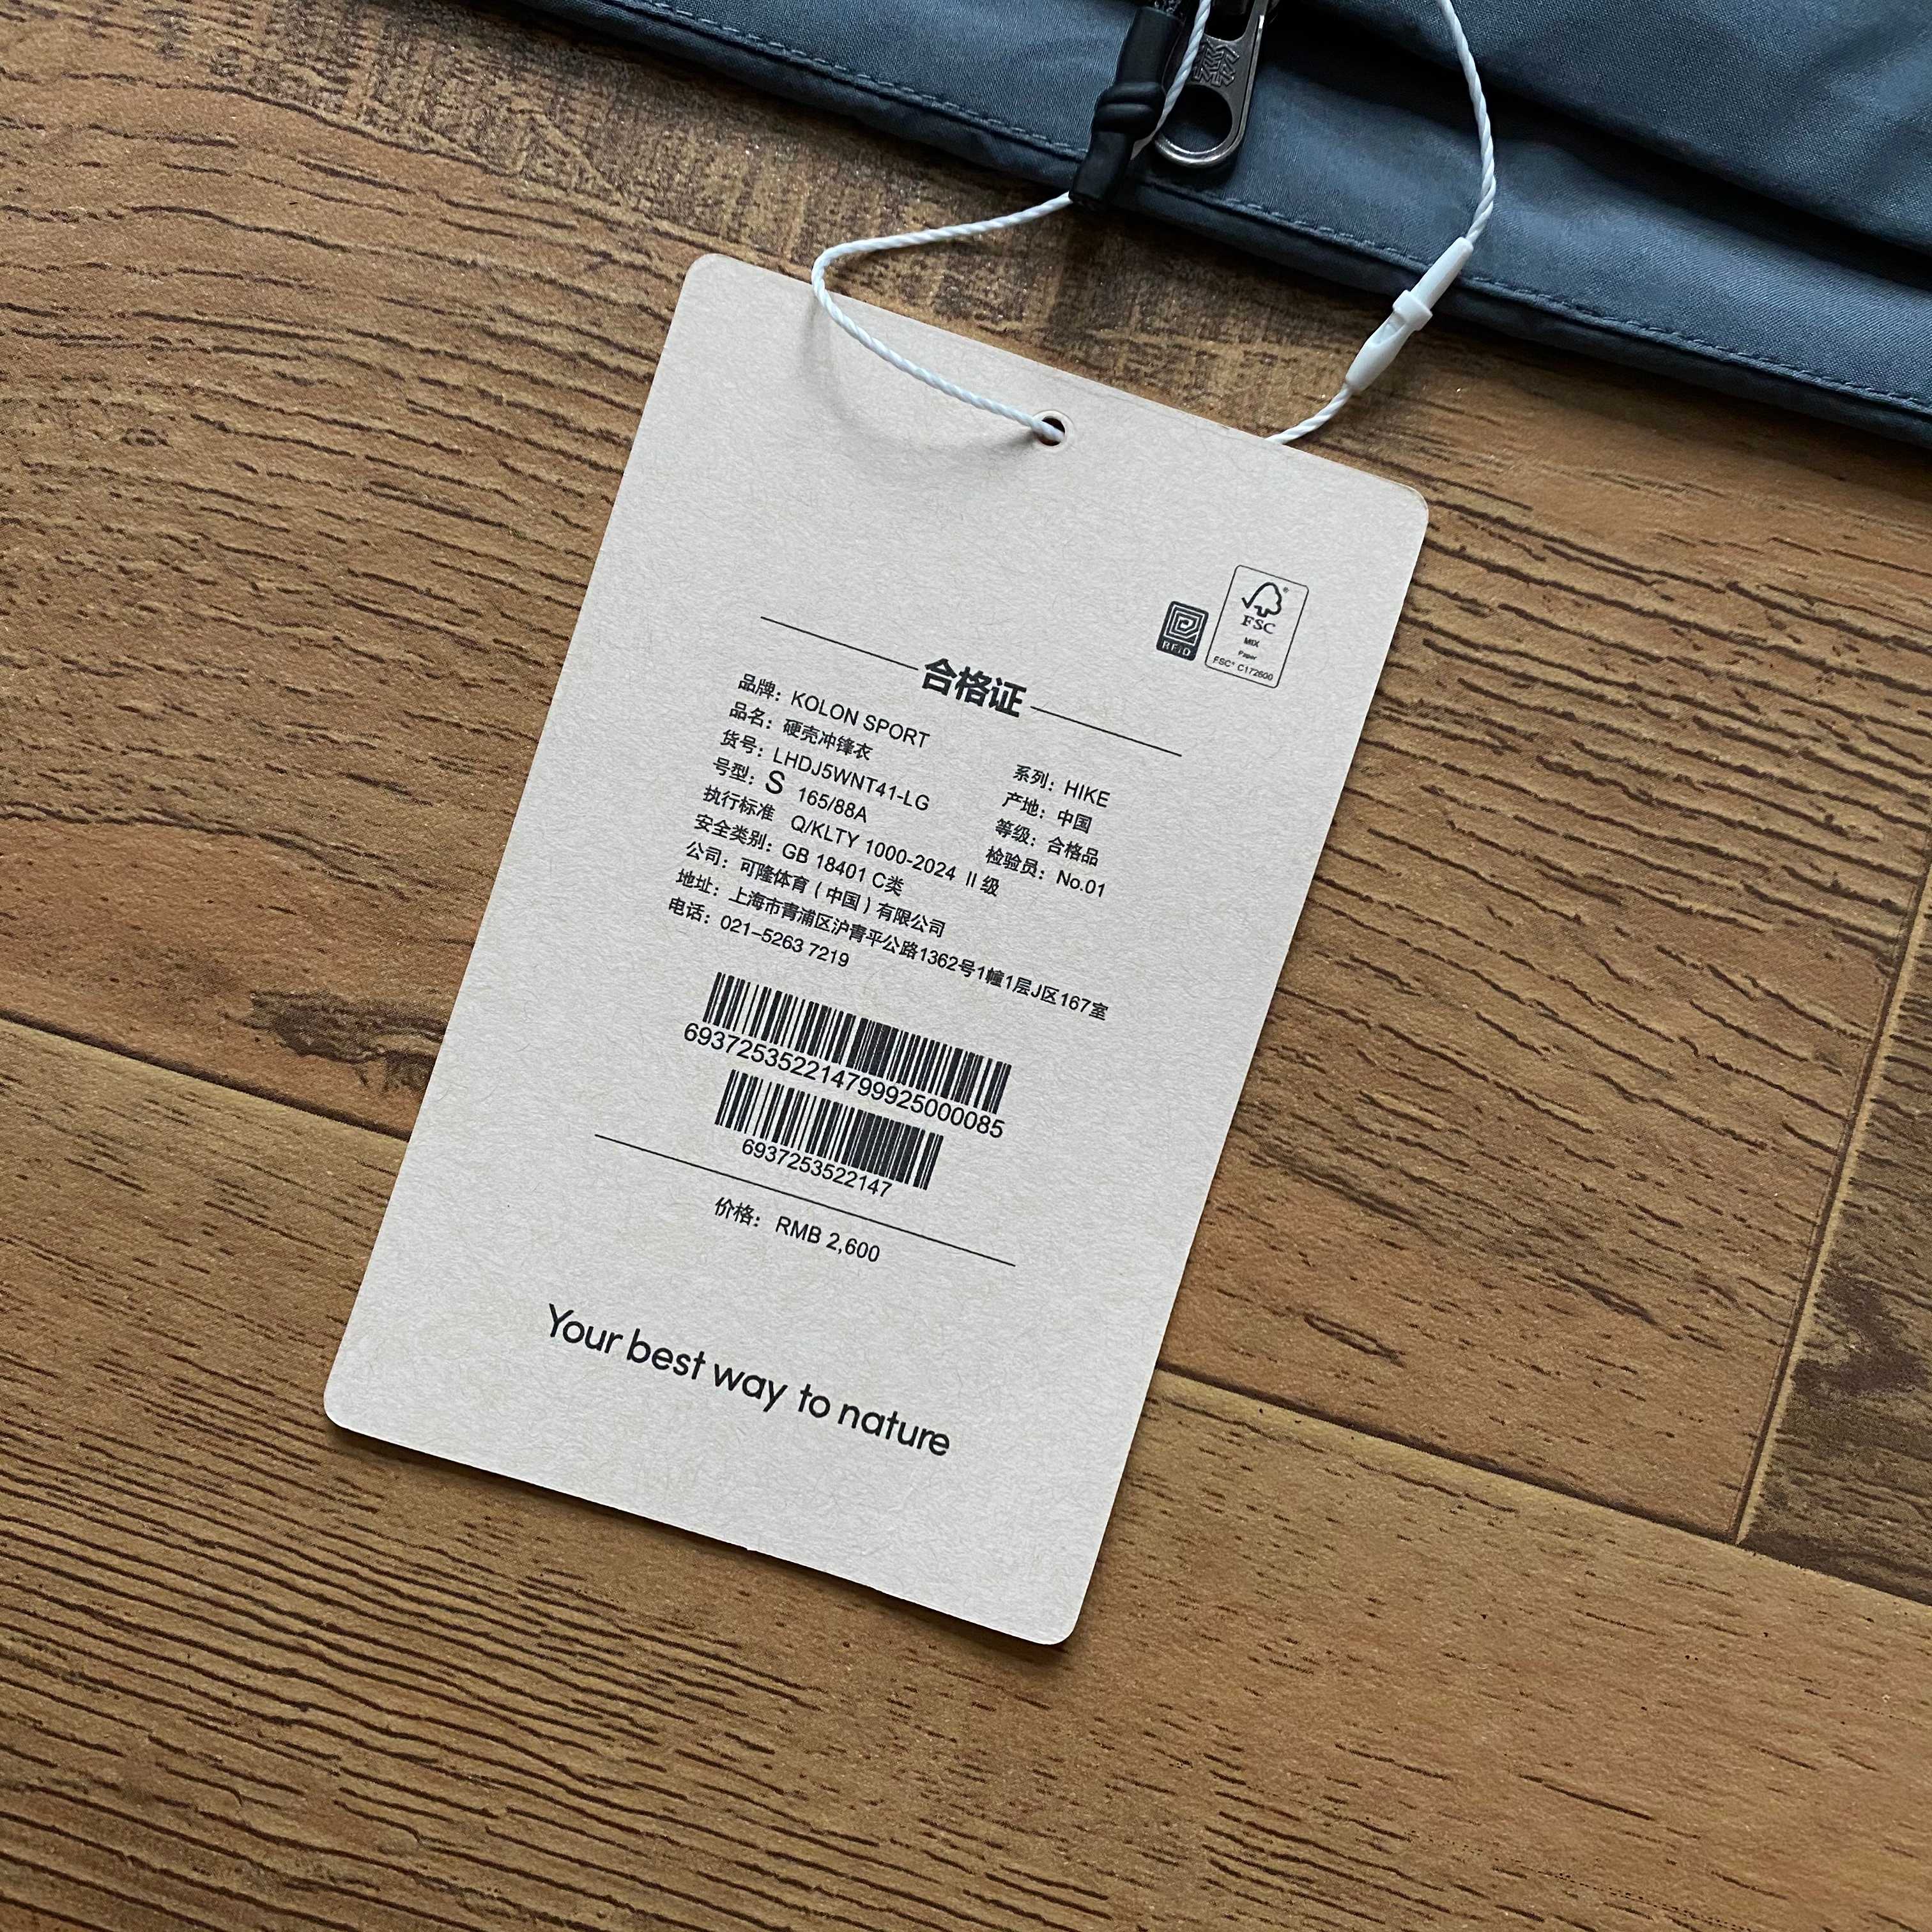 RFID
FSC
MIX
Paper
FSC® C172600
合格证
品牌：KOLON SPORT
品名：硬壳冲锋衣
系列：HIKE
货号：LHDJ5WNT41-LG
产地：中国
号型：S 165/88A
等级：合格品
执行标准 Q/KLTY 1000-2024 II 级
检验员：No.01
安全类别：GB 18401 C类
公司：可隆体育（中国）有限公司
地址：上海市青浦区沪青平公路1362号1幢1层J区167室
电话：021-5263 7219
693725352214799925000085
6937253522147
价格：RMB 2,600
Your best way to nature